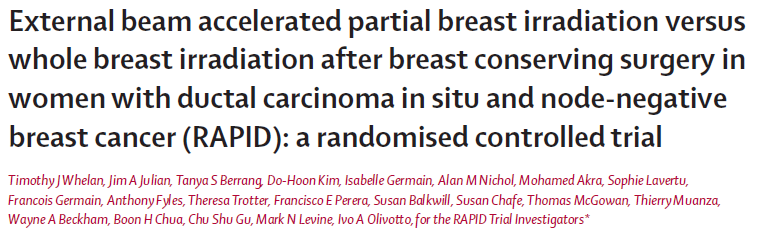 External beam accelerated partial breast irradiation versus
whole breast irradiation after breast conserving surgery in
women with ductal carcinoma in situ and node-negative
breast cancer (RAPID): a randomised controlled trial
Timothy J Whelan, Jim A Julian, Tanya S Berrang, Do-Hoon Kim, Isabelle Germain, Alan M Nichol, Mohamed Akra, Sophie Lavertu,
Francois Germain, Anthony Fyles, Theresa Trotter, Francisco E Perera, Susan Balkwill, Susan Chafe, Thomas McGowan, Thierry Muanza,
Wayne A Beckham, Boon H Chua, Chu Shu Gu, Mark N Levine, Ivo A Olivotto, for the RAPID Trial Investigators*